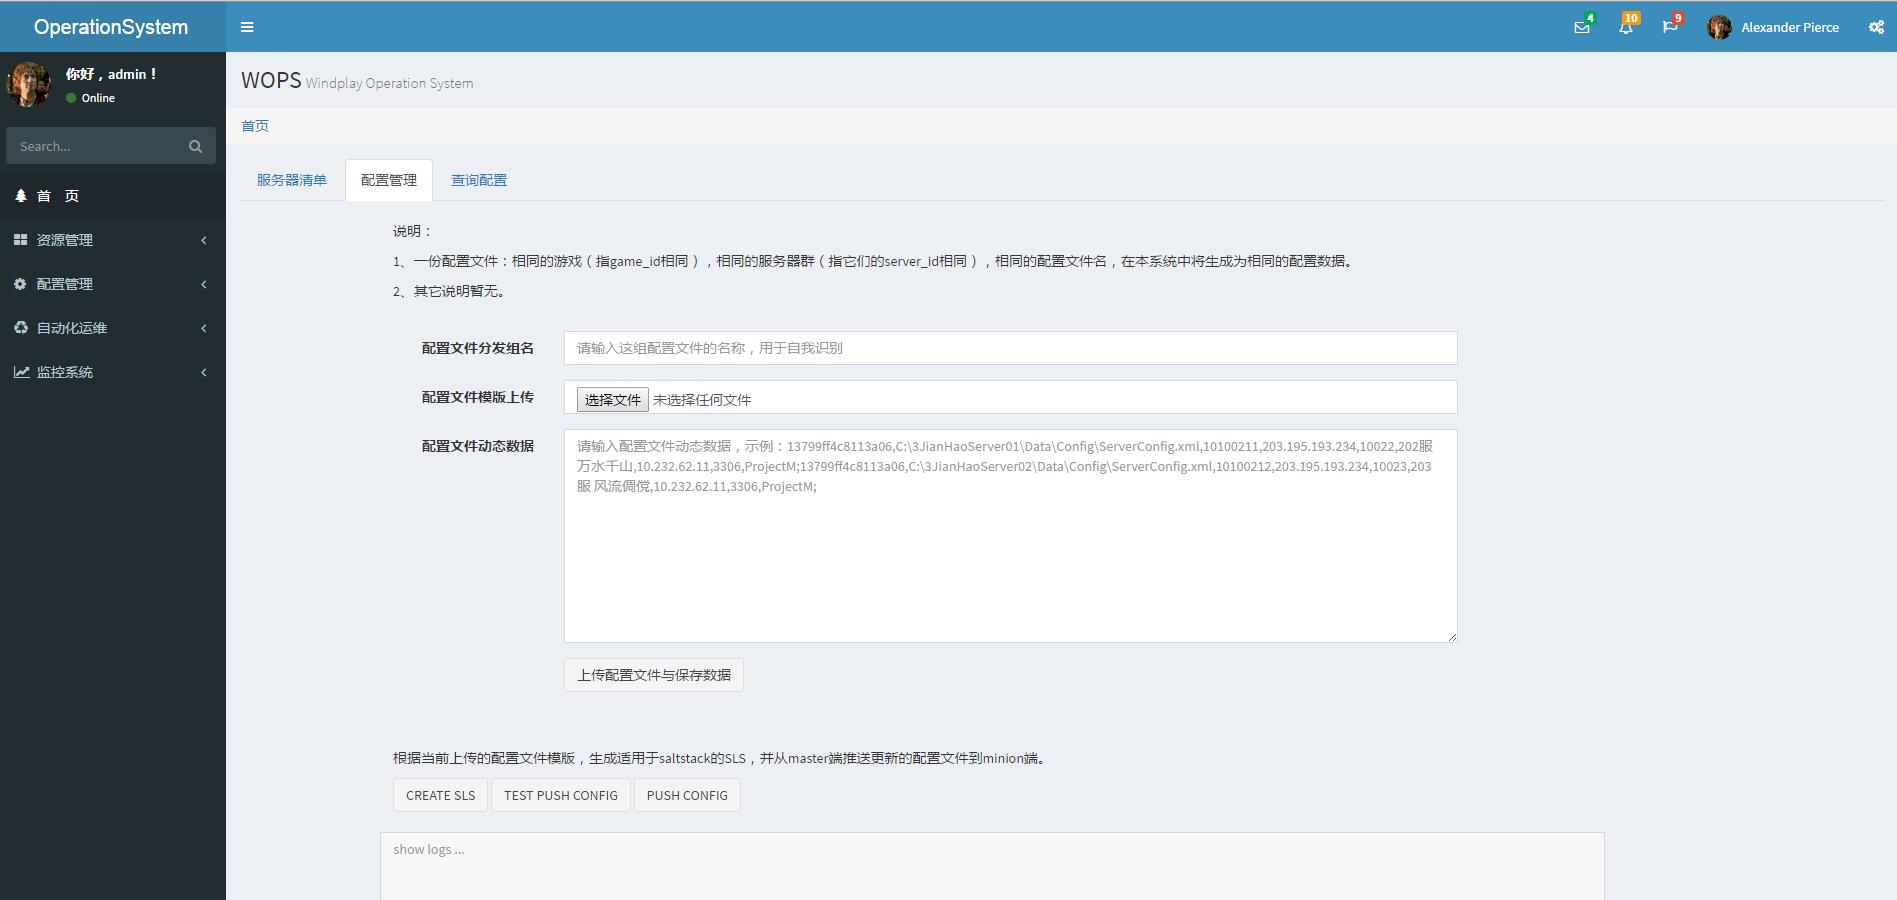 OperationSystem
4
10
9
Alexander Pierce
你好，admin！
Online
Search...
首 页
资源管理
配置管理
自动化运维
监控系统
WOPS Windplay Operation System
首页
服务器清单
配置管理
查询配置
说明：
1、一份配置文件：相同的游戏（指game_id相同），相同的服务器群（指它们的server_id相同），相同的配置文件名，在本系统中将生成为相同的配置数据。
2、其它说明暂无。
配置文件分发组名
请输入这组配置文件的名称，用于自我识别
配置文件模版上传
选择文件 未选择任何文件
配置文件动态数据
请输入配置文件动态数据，示例：13799ff4c8113a06,C:\3JianHaoServer01\Data\Config\ServerConfig.xml,10100211,203.195.193.234,10022,202服
万水千山,10.232.62.11,3306,ProjectM;13799ff4c8113a06,C:\3JianHaoServer02\Data\Config\ServerConfig.xml,10100212,203.195.193.234,10023,203
服 风流倜傥,10.232.62.11,3306,ProjectM;
上传配置文件与保存数据
根据当前上传的配置文件模版，生成适用于saltstack的SLS，并从master端推送更新的配置文件到minion端。
CREATE SLS
TEST PUSH CONFIG
PUSH CONFIG
show logs ...